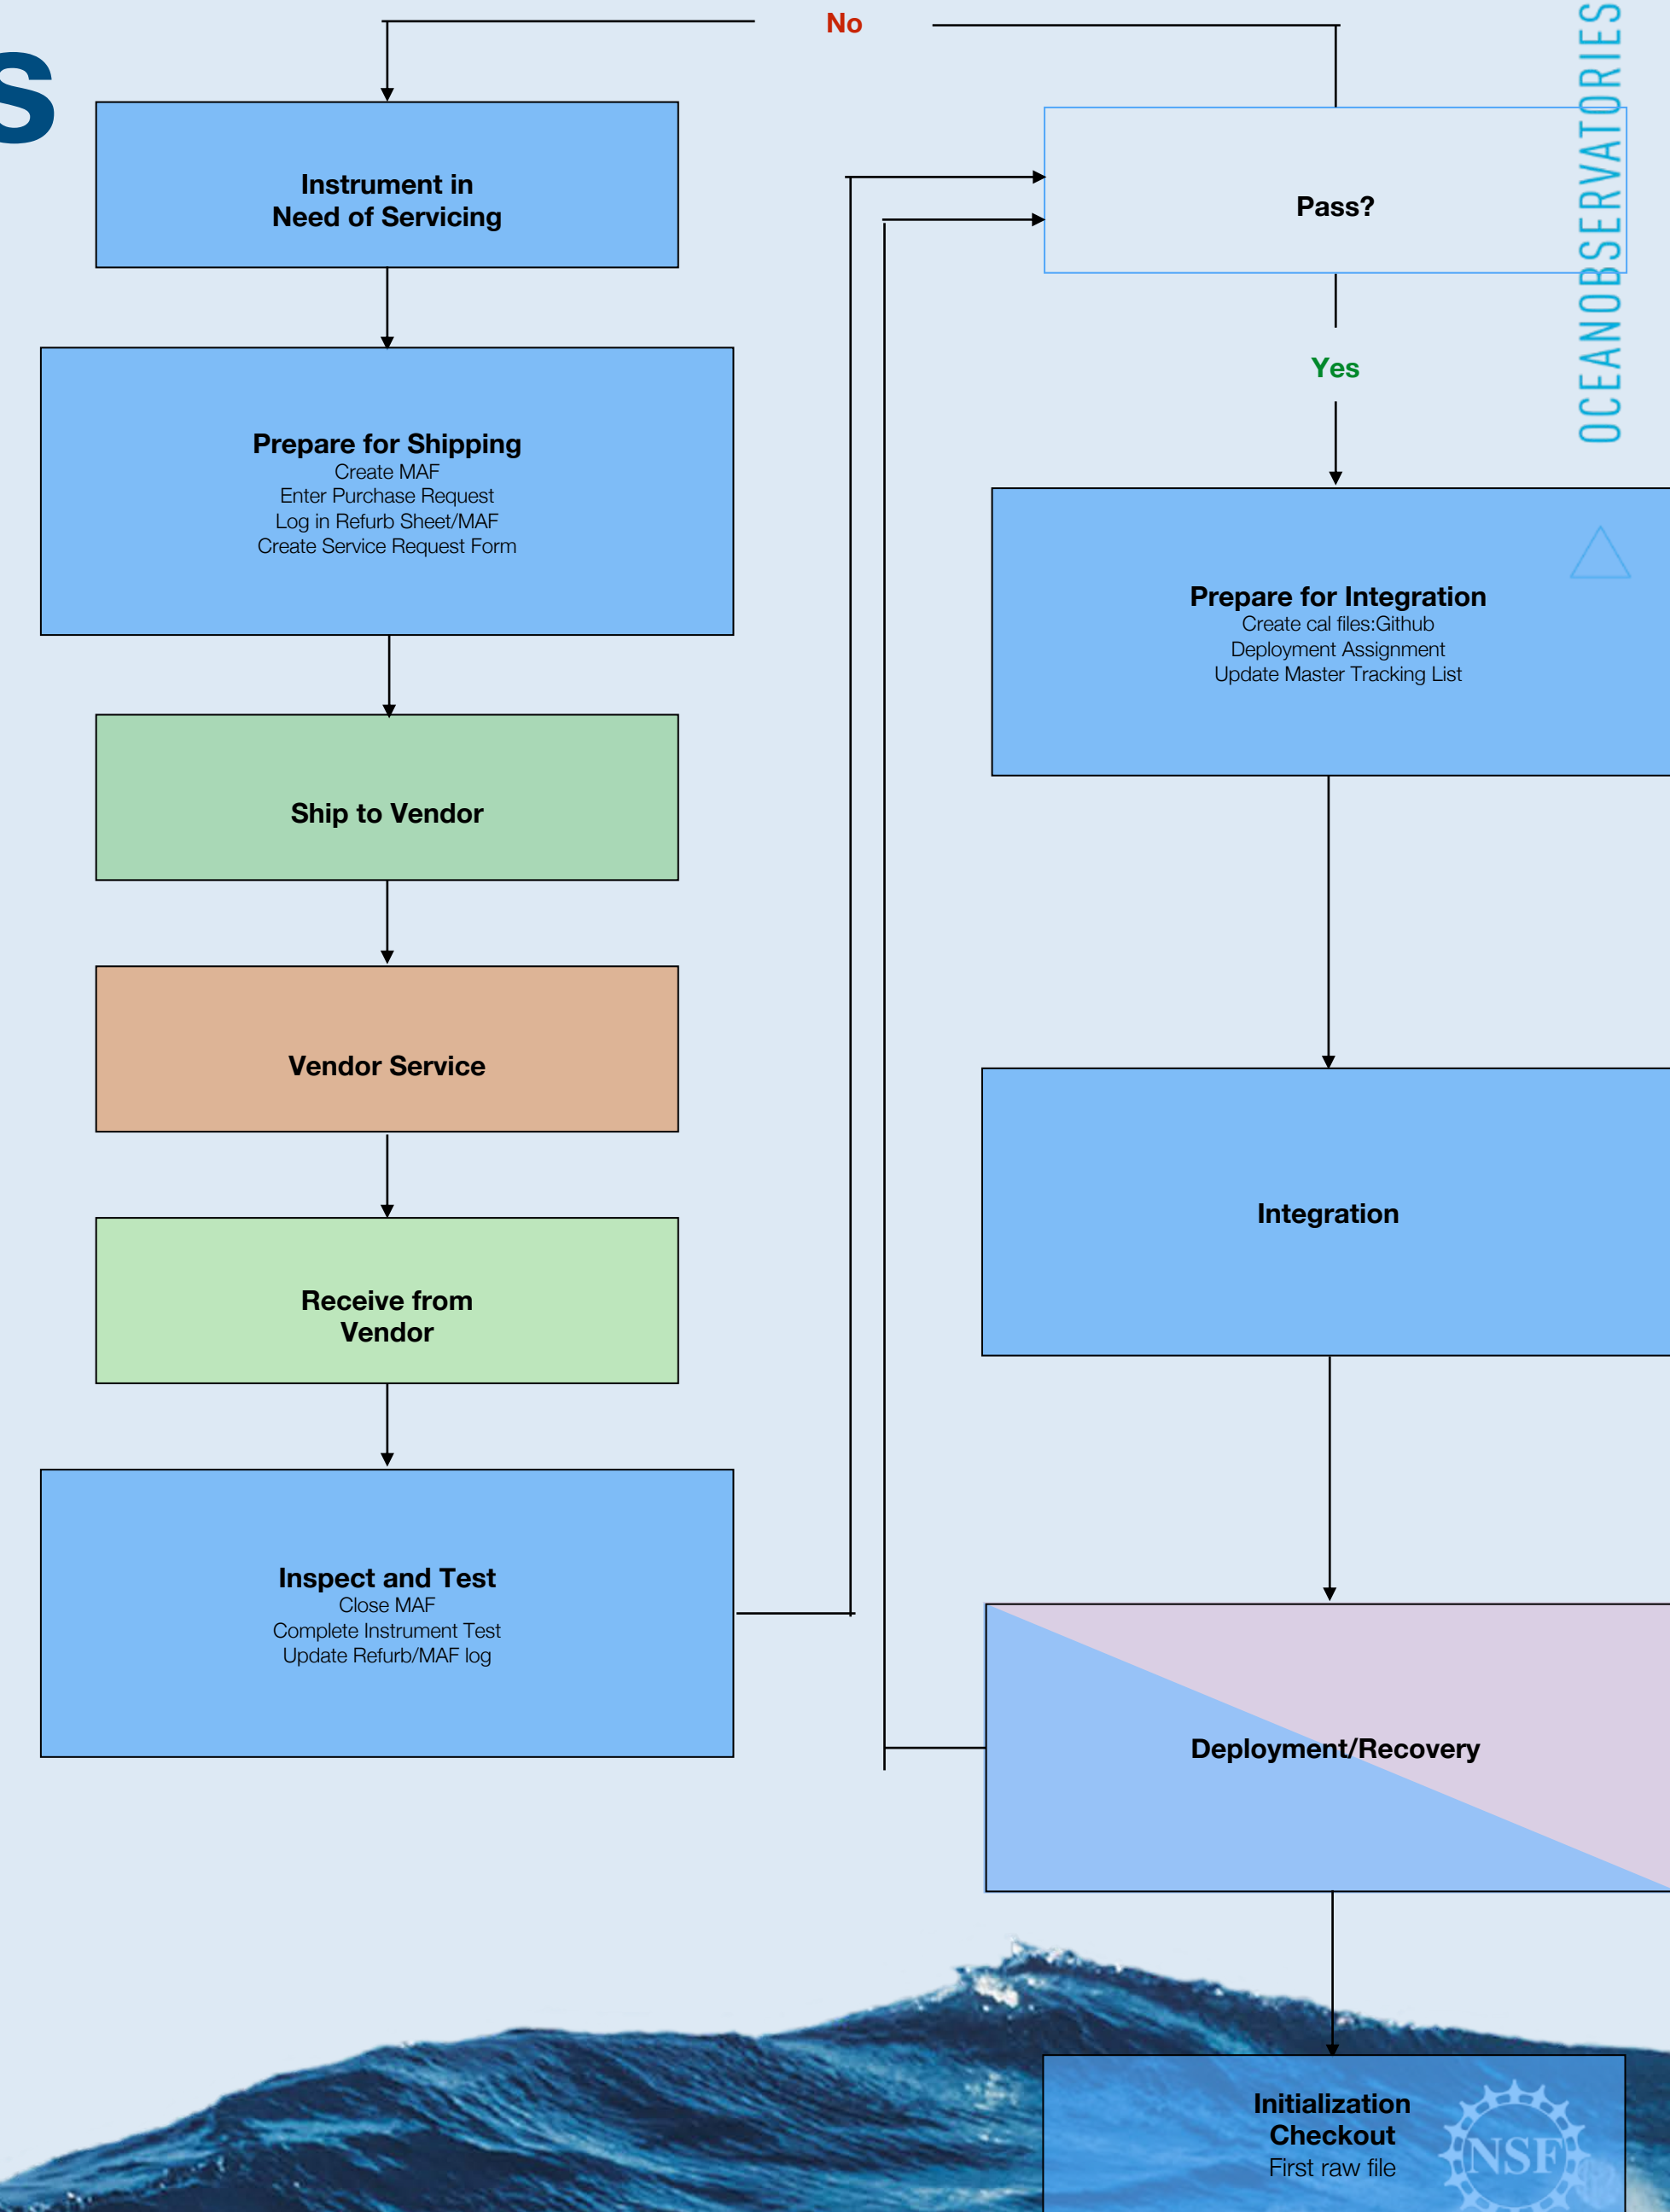 s
No
Instrument in
Need of Servicing
Prepare for Shipping
Create MAF
Enter Purchase Request
Log in Refurb Sheet/MAF
Create Service Request Form
Ship to Vendor
Vendor Service
Receive from
Vendor
Inspect and Test
Close MAF
Complete Instrument Test
Update Refurb/MAF log
Pass?
Yes
Prepare for Integration
Create cal files:Github
Deployment Assignment
Update Master Tracking List
Integration
Deployment/Recovery
Initialization
Checkout
First raw file
OCEANOBSERVATORIES
NSF